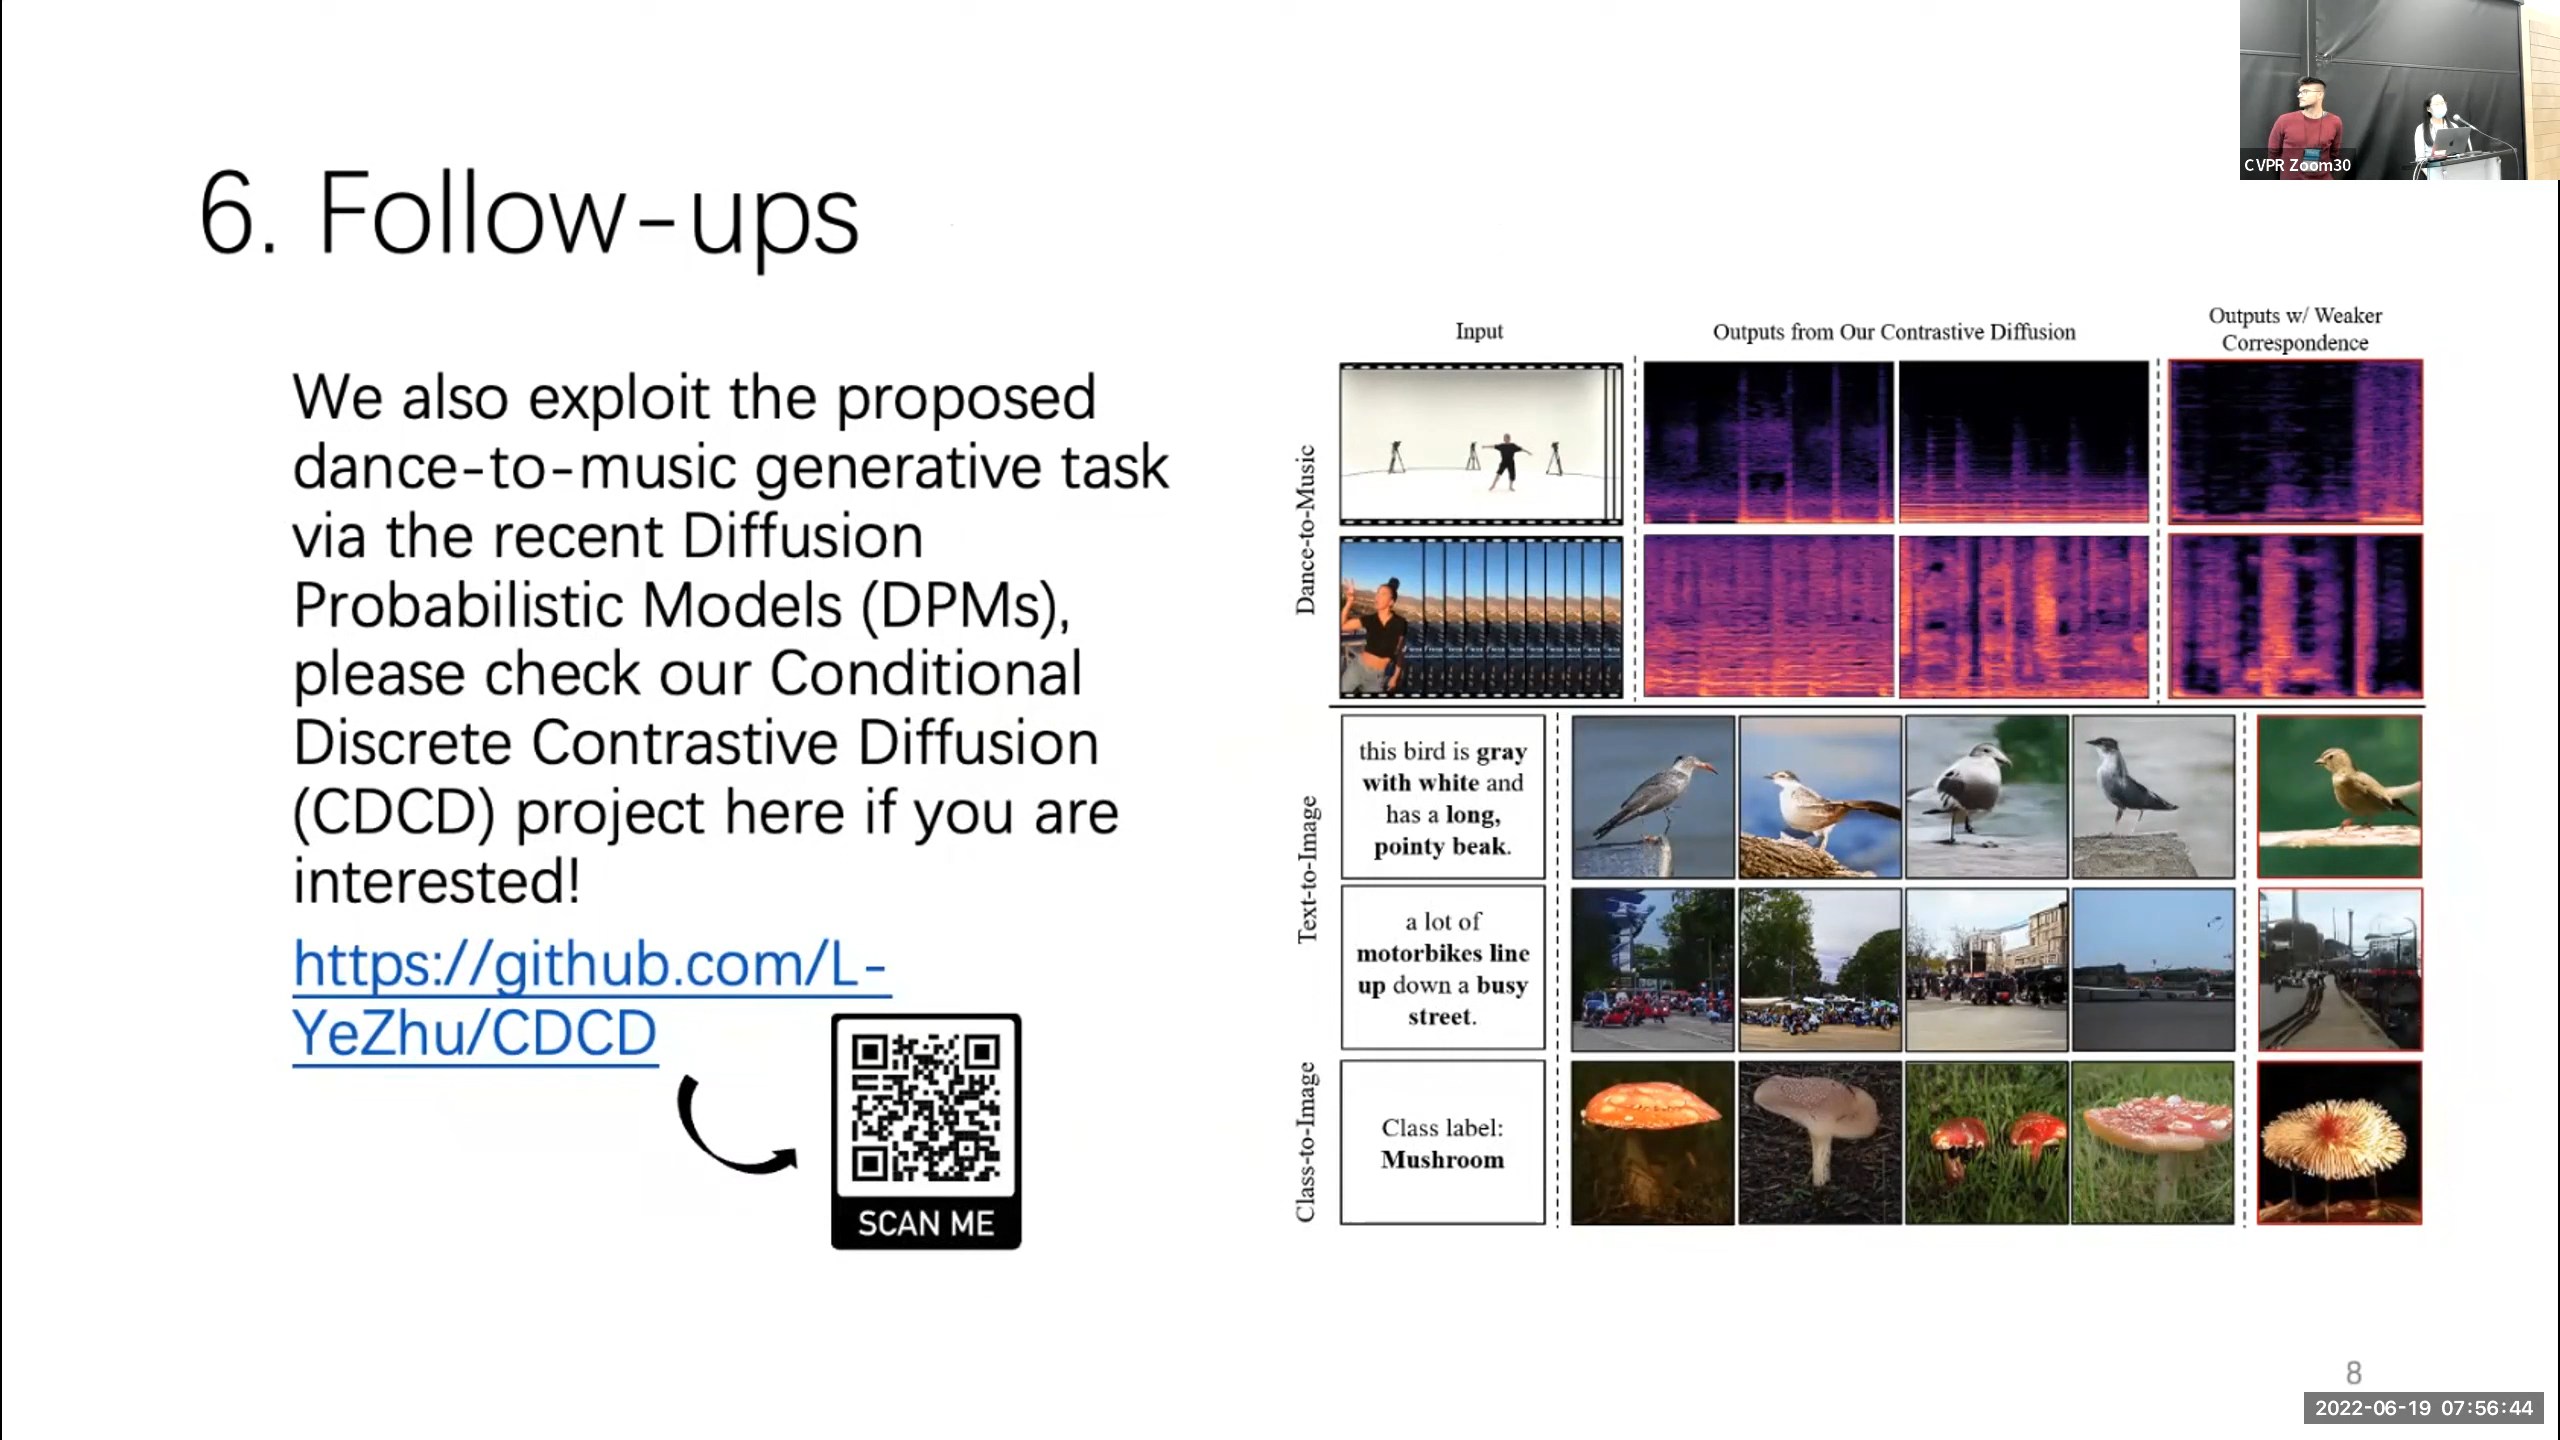 CVPR Zoom30
6. Follow-ups
We also exploit the proposed
dance-to-music generative task
via the recent Diffusion
Probabilistic Models (DPMs),
please check our Conditional
Discrete Contrastive Diffusion
(CDCD) project here if you are
interested!
https://github.com/L-
YeZhu/CDCD
SCAN ME
Input
Outputs from Our Contrastive Diffusion
Outputs w/ Weaker
Correspondence
Dance-to-Music
Text-to-Image
this bird is gray
with white and
has a long,
pointy beak.
a lot of
motorbikes line
up down a busy
street.
Class-to-Image
Class label:
Mushroom
8
2022-06-19 07:56:44